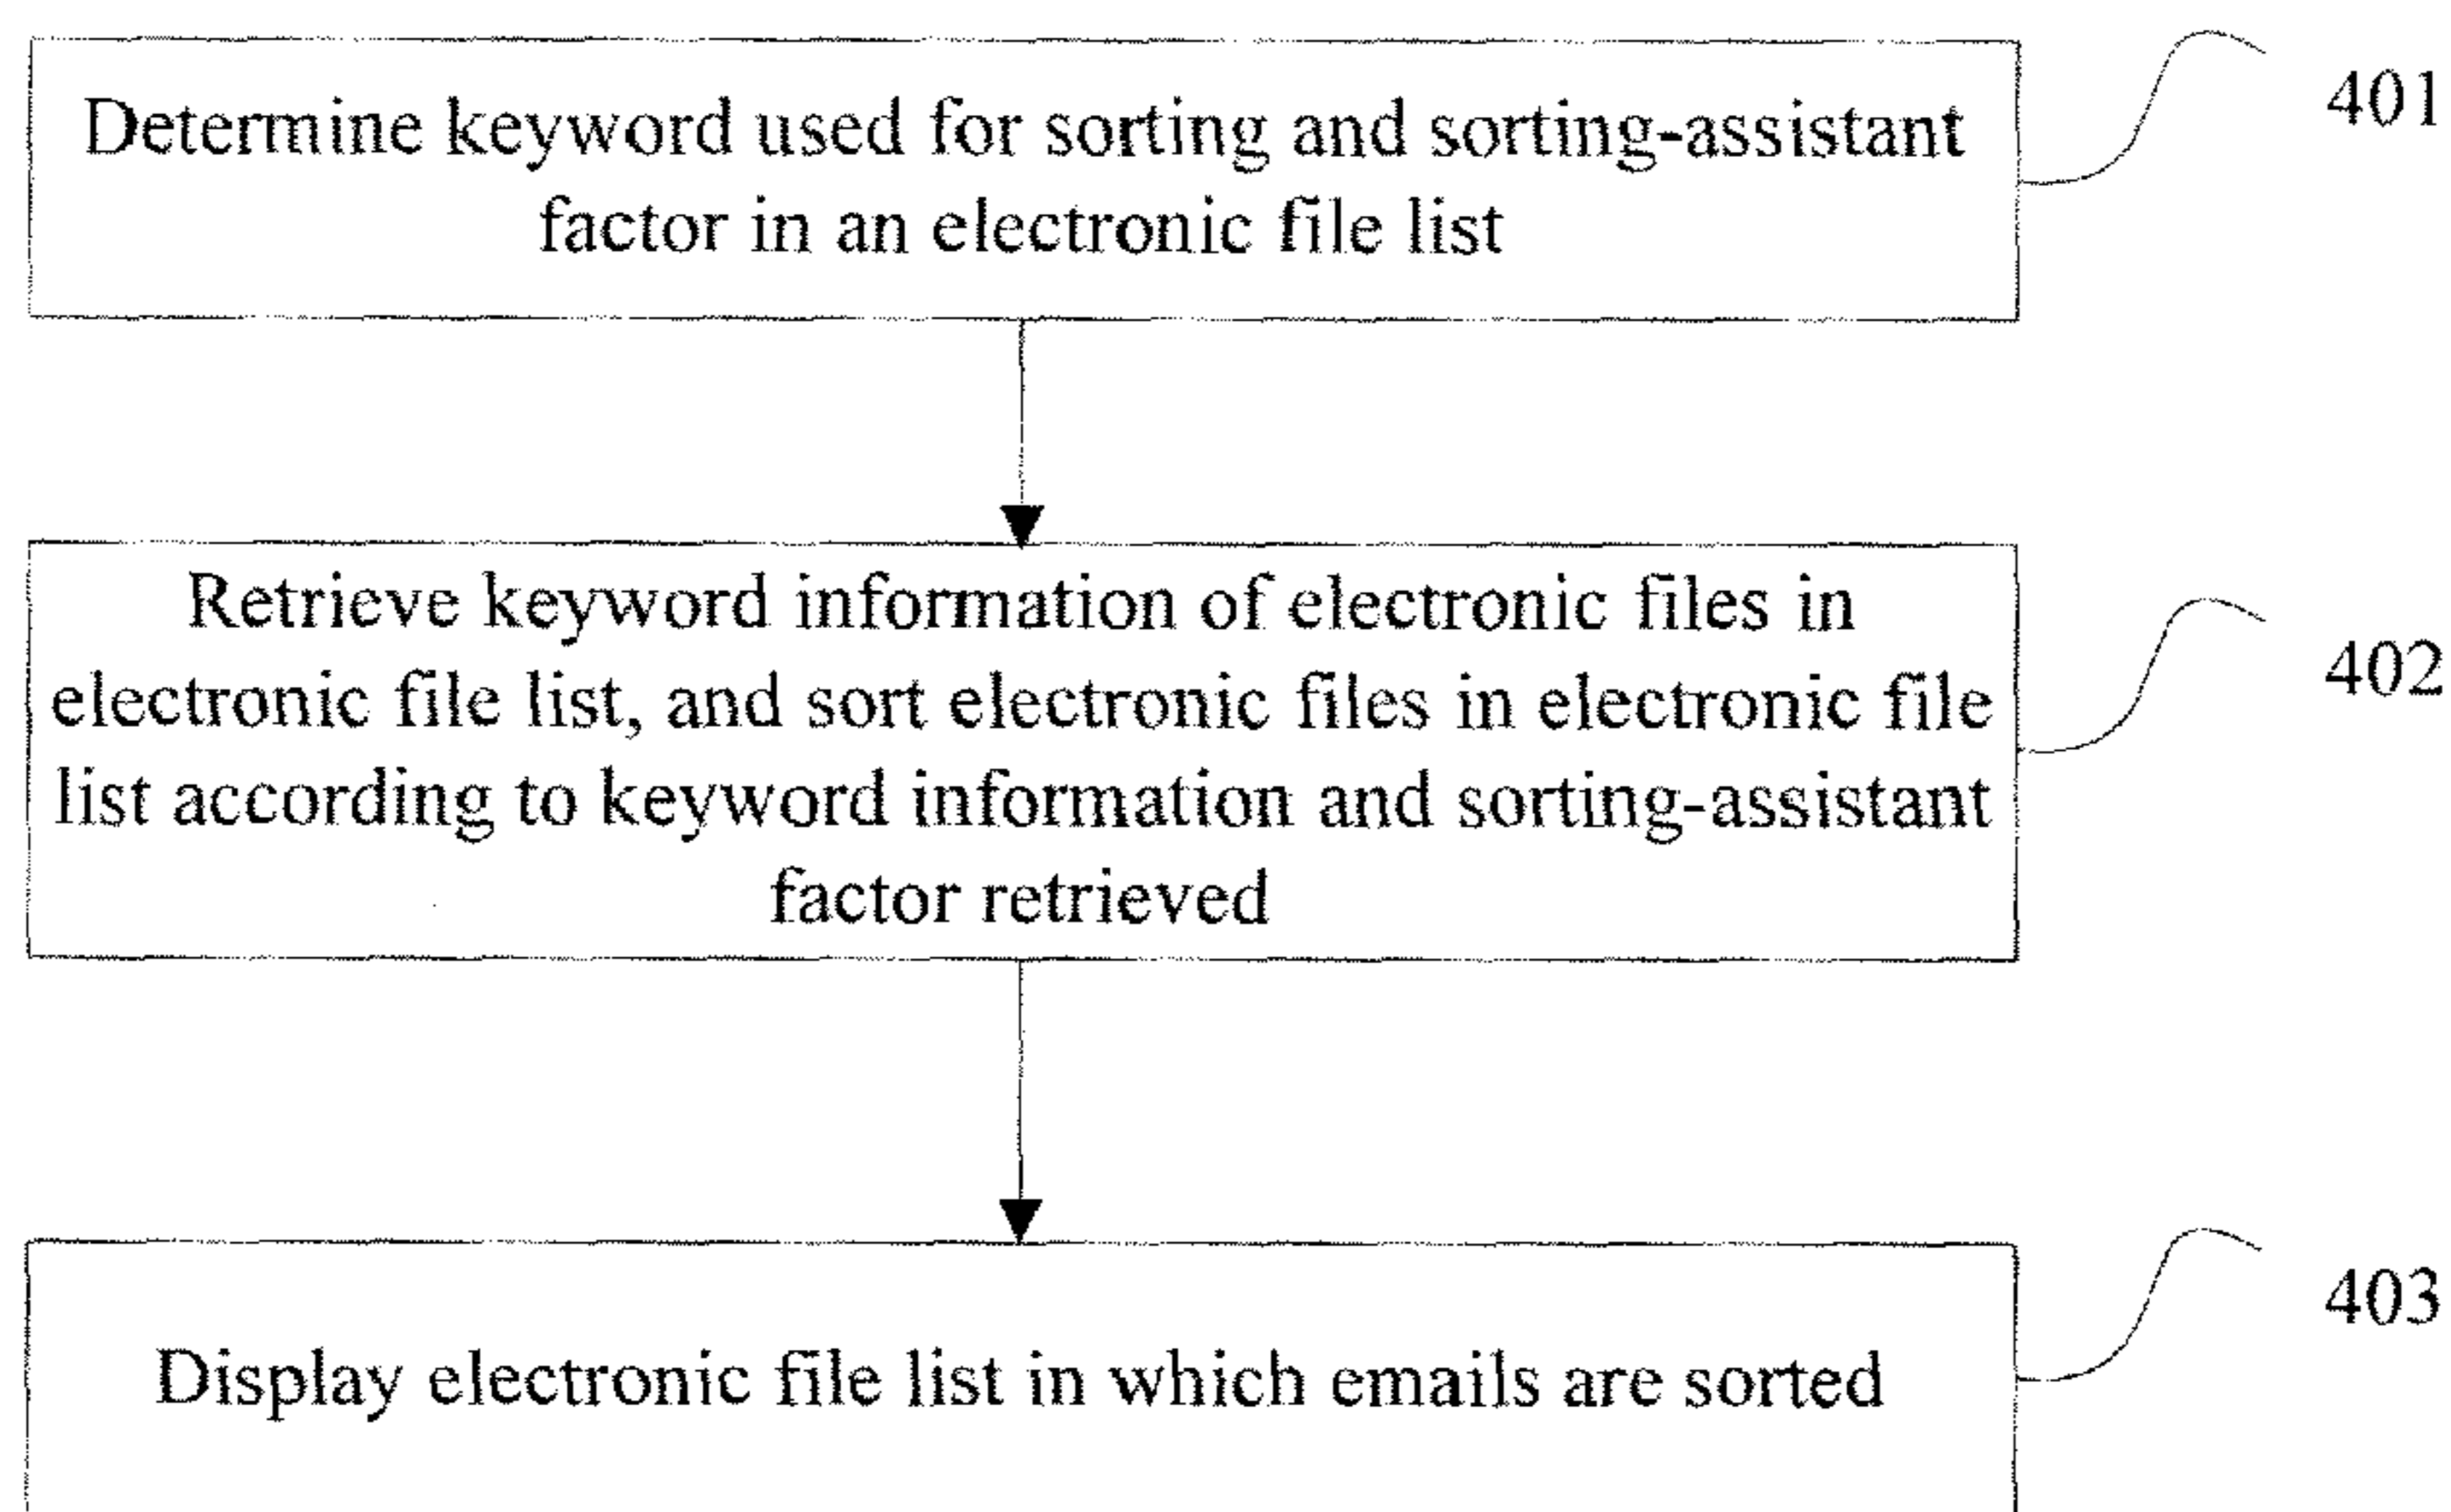 Determine keyword used for sorting and sorting-assistant
factor in an electronic file list
401
Retrieve keyword information of electronic files in
electronic file list, and sort electronic files in electronic file
list according to keyword information and sorting-assistant
factor retrieved
402
Display electronic file list in which emails are sorted
403